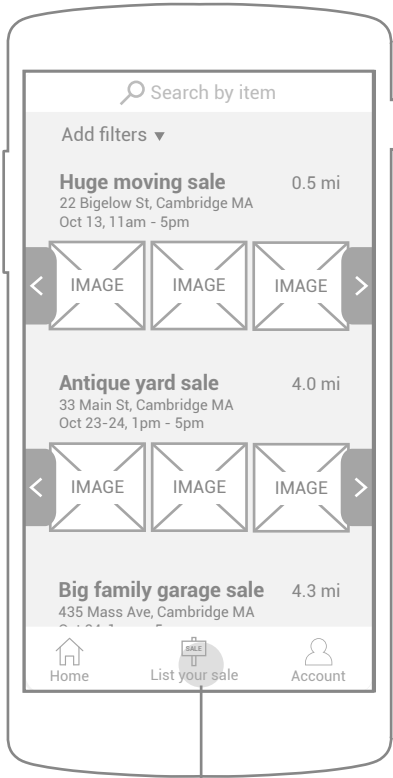 Search by item
Add filters ▼
Huge moving sale 0.5 mi
22 Bigelow St, Cambridge MA
Oct 13, 11am - 5pm
< IMAGE IMAGE IMAGE >
Antique yard sale 4.0 mi
33 Main St, Cambridge MA
Oct 23-24, 1pm - 5pm
< IMAGE IMAGE IMAGE >
Big family garage sale 4.3 mi
435 Mass Ave, Cambridge MA
SALE
Home List your sale Account